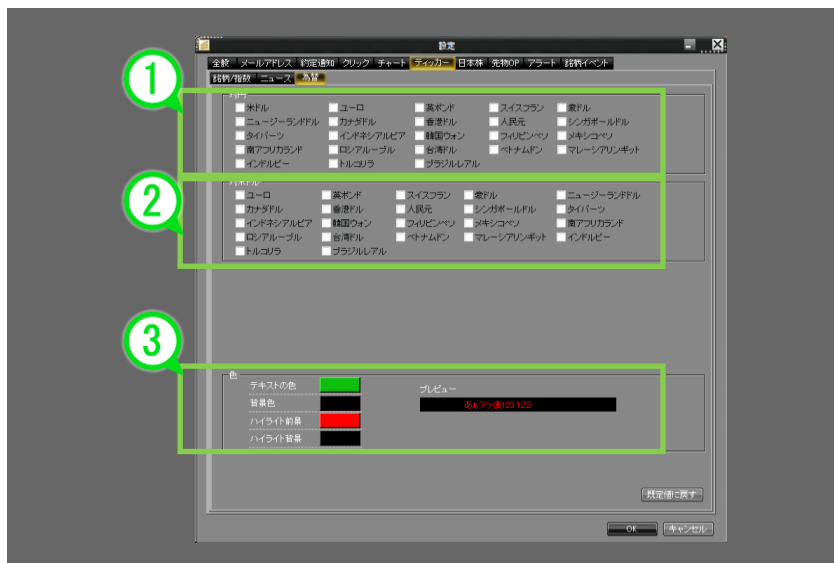 設定
全般 メールアドレス 約定通知 クリック チャート ティッカー 日本株 先物OP アラート 銘柄イベント
銘柄/指数 ニュース 為替
1
対円
米ドル ユーロ 英ポンド スイスフラン 豪ドル
ニュージーランドドル カナダドル 香港ドル 人民元 シンガポールドル
タイバーツ インドネシアルピア 韓国ウォン フィリピンペソ メキシコペソ
南アフリカランド ロシアルーブル 台湾ドル ベトナムドン マレーシアリンギット
インドルピー トルコリラ ブラジルレアル
2
対米ドル
ユーロ 英ポンド スイスフラン 豪ドル ニュージーランドドル
カナダドル 香港ドル 人民元 シンガポールドル タイバーツ
インドネシアルピア 韓国ウォン フィリピンペソ メキシコペソ 南アフリカランド
ロシアルーブル 台湾ドル ベトナムドン マレーシアリンギット インドルピー
トルコリラ ブラジルレアル
3
色
テキストの色 プレビュー
背景色 あぁアァ漢123 123
ハイライト前景
ハイライト背景
既定値に戻す
OK キャンセル